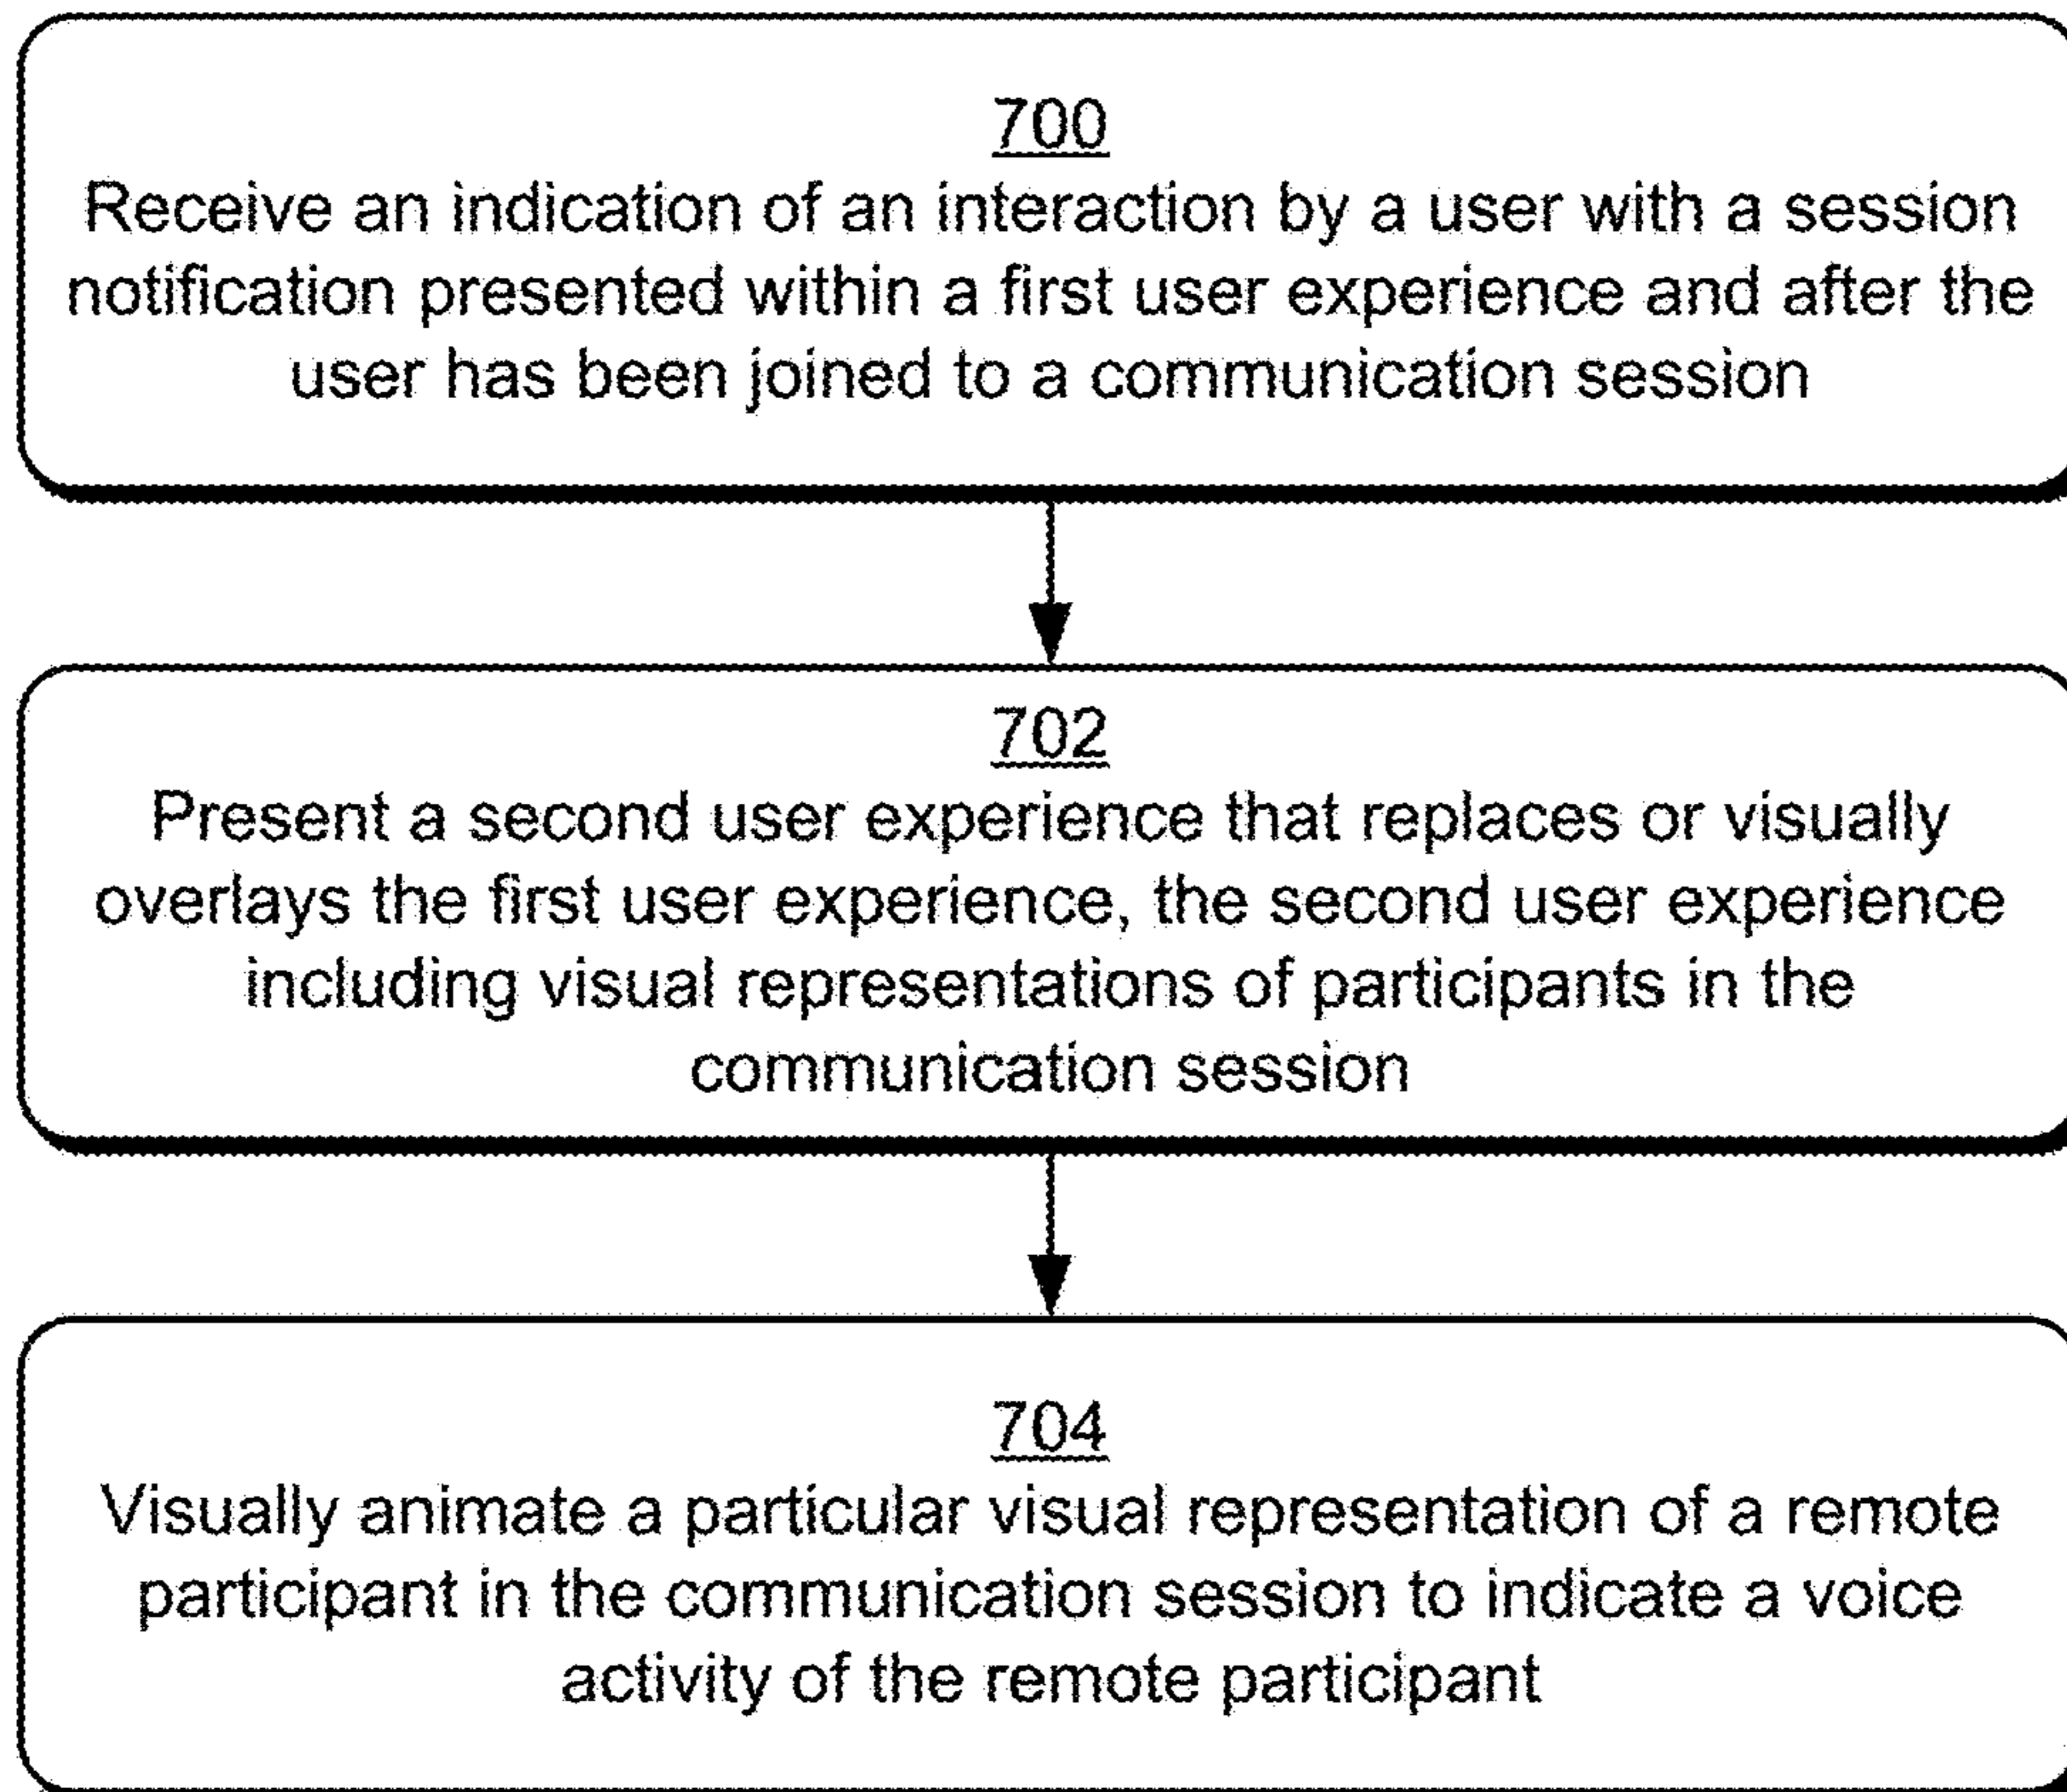 700
Receive an indication of an interaction by a user with a session
notification presented within a first user experience and after the
user has been joined to a communication session
702
Present a second user experience that replaces or visually
overlays the first user experience, the second user experience
including visual representations of participants in the
communication session
704
Visually animate a particular visual representation of a remote
participant in the communication session to indicate a voice
activity of the remote participant